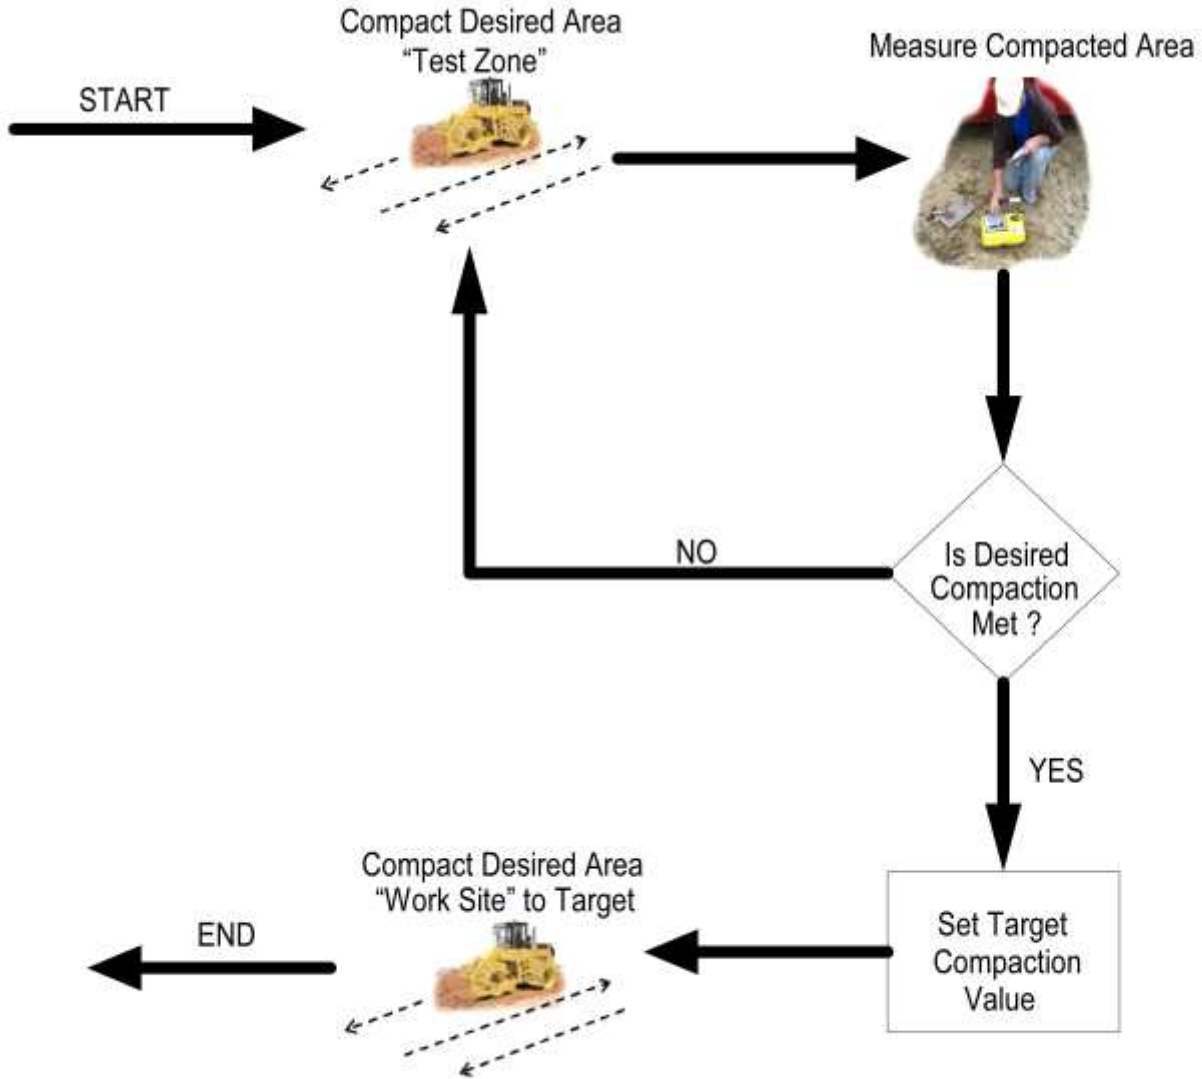 Compact Desired Area
“Test Zone”
Measure Compacted Area
START
NO
Is Desired
Compaction
Met ?
YES
Compact Desired Area
“Work Site” to Target
END
Set Target
Compaction
Value